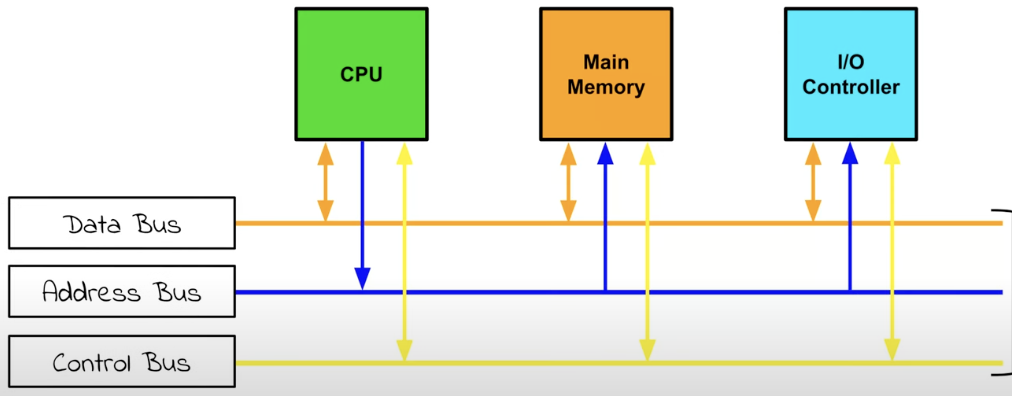 CPU
Main
Memory
I/O
Controller
Data Bus
Address Bus
Control Bus